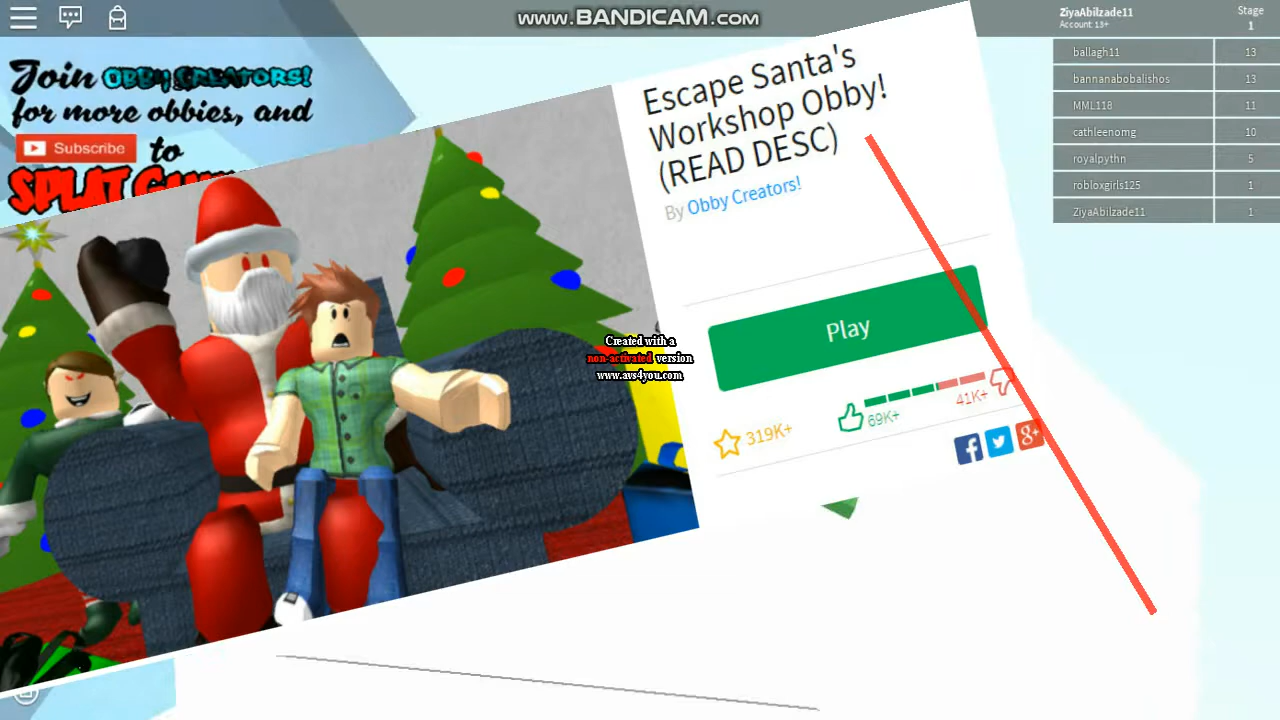 www.BANDICAM.com
ZiyaAbilzade11
Account: 13+
Stage
1
ballagh11 13
bannanabobalishos 13
MML118 11
cathleenomg 10
royalpythn 5
robloxgirls125 1
ZiyaAbilzade11 1
Join OBBY CREATORS!
for more obbies, and
Subscribe to
SPLAT
Escape Santa's
Workshop Obby!
(READ DESC)
By Obby Creators!
Play
319K+
69K+
41K+
Created with a
non-activated version
www.avs4you.com